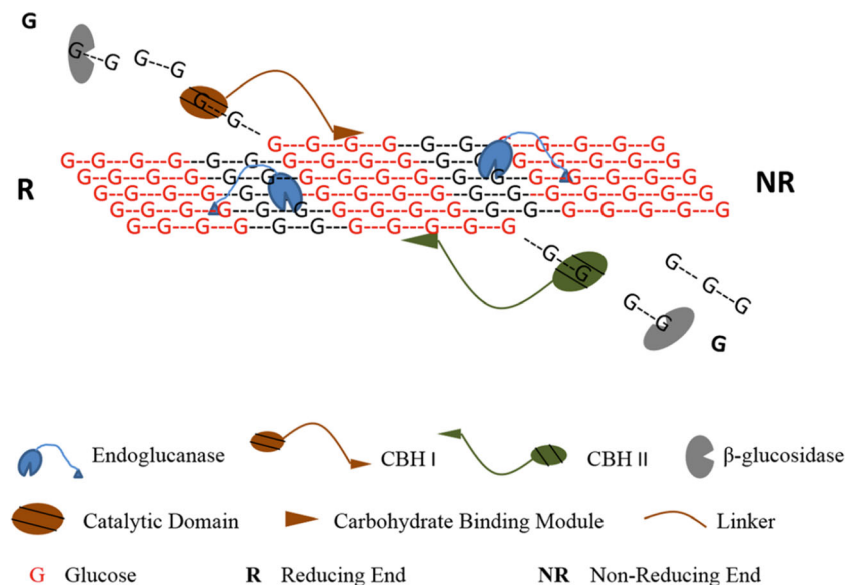 G
G---G G---G
G---G---
G---G---G---G---G---G---G---G---G---G---G
G--G---G---G---G---G---G---G---G---G---G---G---G---G---G---G---G
R
G--G---G---G---G---G---G---G---G---G---G---G---G---G---G---G---G
NR
G--G---G---G---G---G---G---G---G---G---G---G---G---G---G---G
G--G---G---G---G---G---G---G---G---G---G---G---G---G---G---G---G
G---G---G---G---G---G---G---G---G---G---G
---G---G
G---G---G
G---G
G
Endoglucanase
CBH I
CBH II
β-glucosidase
Catalytic Domain
Carbohydrate Binding Module
Linker
G Glucose
R Reducing End
NR Non-Reducing End